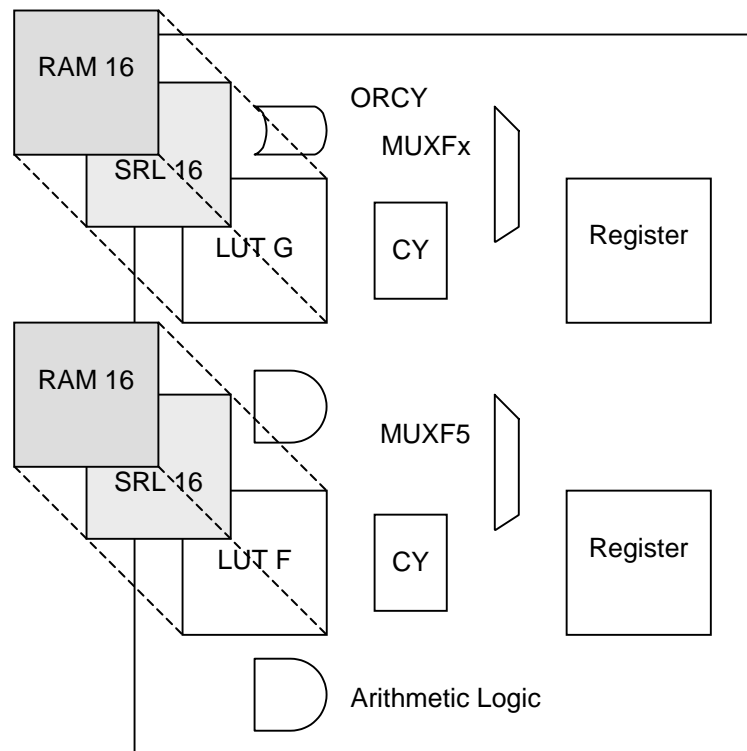 RAM 16
ORCY
MUXFx
SRL 16
LUT G
CY
Register
RAM 16
MUXF5
SRL 16
LUT F
CY
Register
Arithmetic Logic